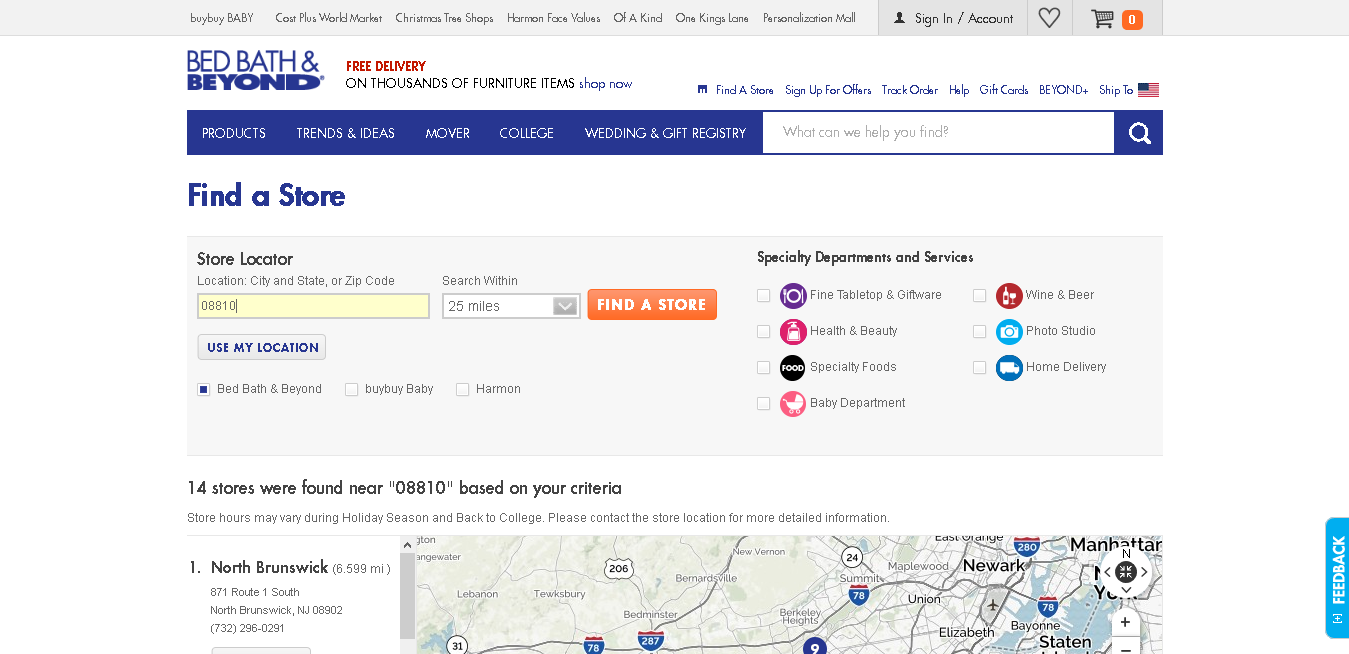 buybuy BABY Cost Plus World Market Christmas Tree Shops Harmon Face Values Of A Kind One Kings Lane Personalization Mall Sign In / Account 0
BED BATH &
BEYOND
FREE DELIVERY
ON THOUSANDS OF FURNITURE ITEMS shop now
Find A Store Sign Up For Offers Track Order Help Gift Cards BEYOND+ Ship To
PRODUCTS TRENDS & IDEAS MOVER COLLEGE WEDDING & GIFT REGISTRY What can we help you find?
Find a Store
Store Locator
Location: City and State, or Zip Code Search Within
08810 25 miles FIND A STORE
USE MY LOCATION
Bed Bath & Beyond buybuy Baby Harmon
Specialty Departments and Services
Fine Tabletop & Giftware Wine & Beer
Health & Beauty Photo Studio
FOOD Specialty Foods Home Delivery
Baby Department
14 stores were found near "08810" based on your criteria
Store hours may vary during Holiday Season and Back to College. Please contact the store location for more detailed information.
1. North Brunswick (6.599 mi )
871 Route 1 South
North Brunswick, NJ 08902
(732) 296-0291
gton
angewater
206
New Vernon
24
East Orange
280
Manhattan
N
Bernardsville
Summit
Maplewood
Newark
Lebanon
Tewksbury
78
Union
78
Bedminster
Berkeley
Heights
Bayonne
+
Elizabeth
Staten
31
78
287
9
−
[+] FEEDBACK